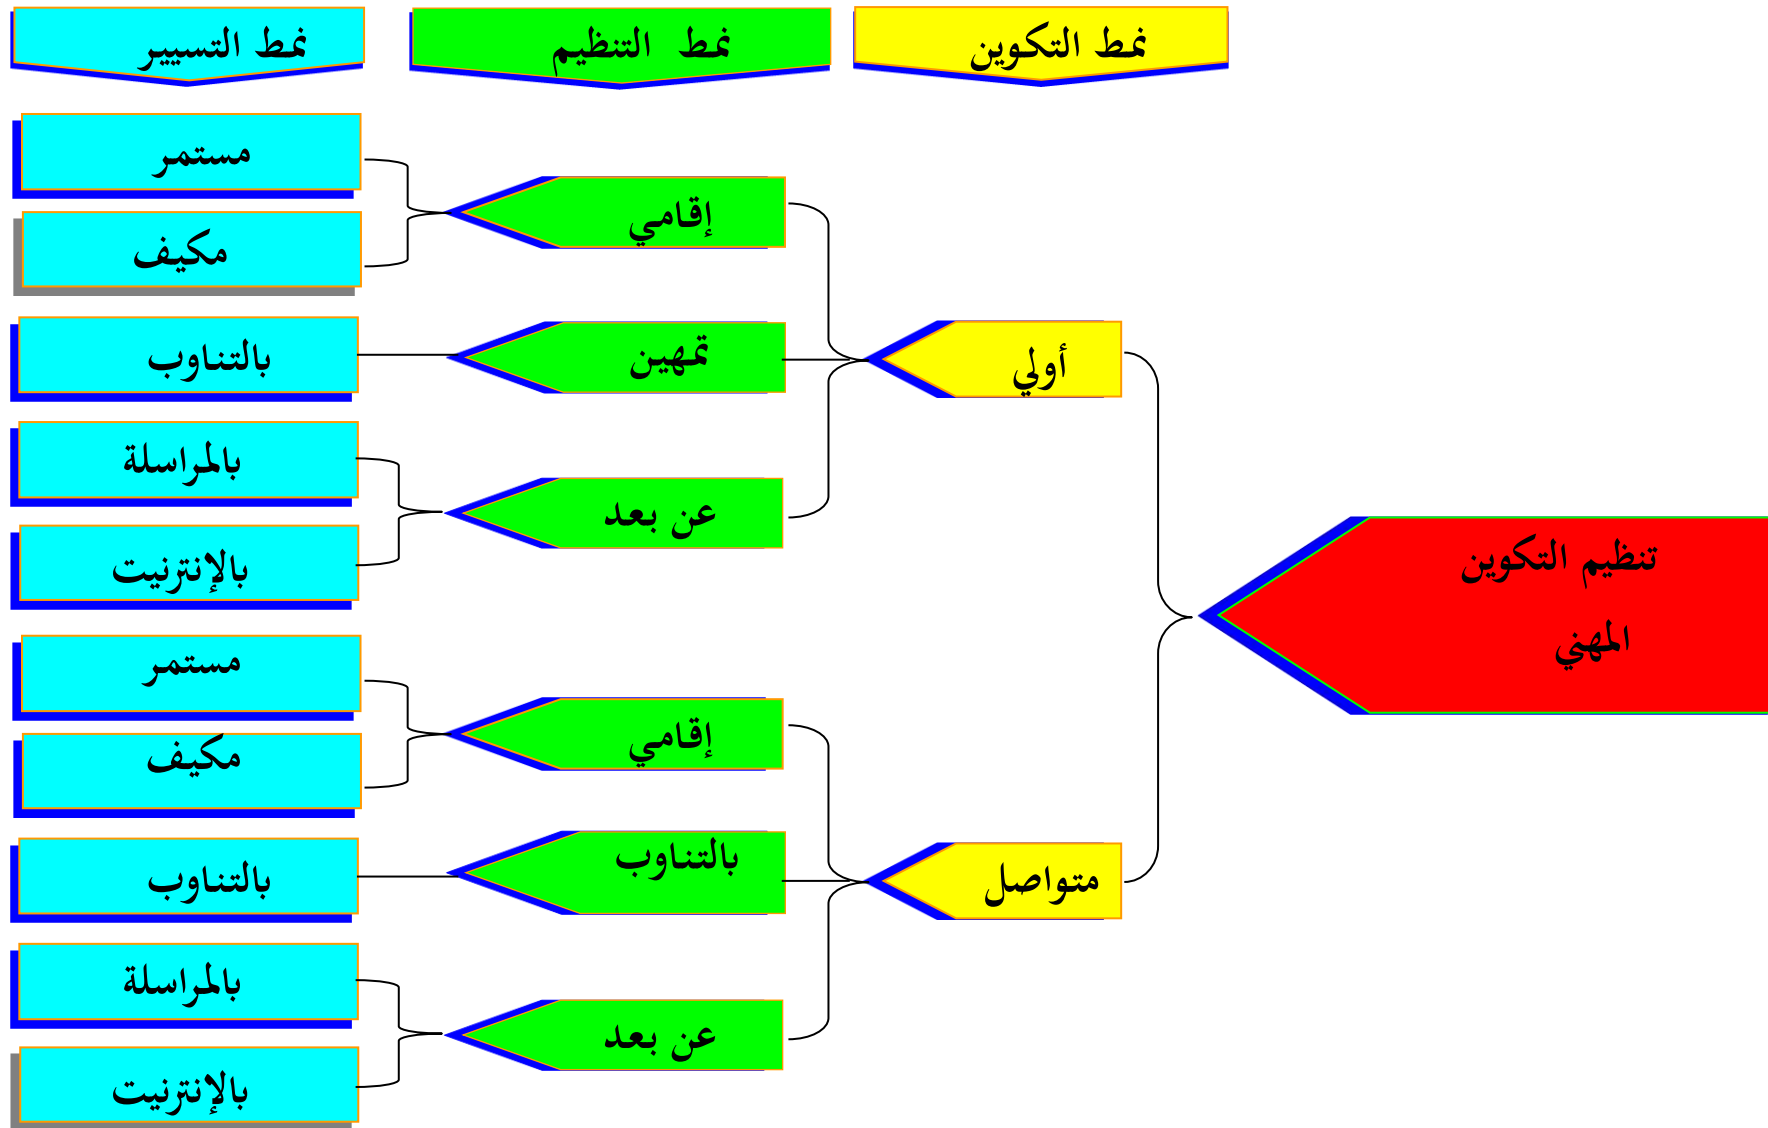 نمط التكوين
نمط التنظيم
نمط التسيير
تنظيم التكوين
المهني
أولي
إقامي
مستمر
مكيف
تمهين
بالتناوب
عن بعد
بالمراسلة
بالإنترنيت
متواصل
إقامي
مستمر
مكيف
بالتناوب
بالتناوب
عن بعد
بالمراسلة
بالإنترنيت